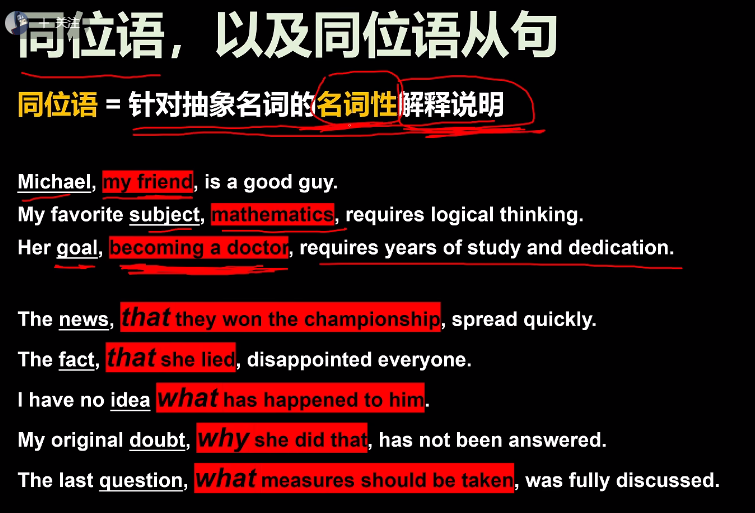 + 关注
同位语，以及同位语从句
同位语 = 针对抽象名词的名词性解释说明
Michael, my friend, is a good guy.
My favorite subject, mathematics, requires logical thinking.
Her goal, becoming a doctor, requires years of study and dedication.
The news, that they won the championship, spread quickly.
The fact, that she lied, disappointed everyone.
I have no idea what has happened to him.
My original doubt, why she did that, has not been answered.
The last question, what measures should be taken, was fully discussed.